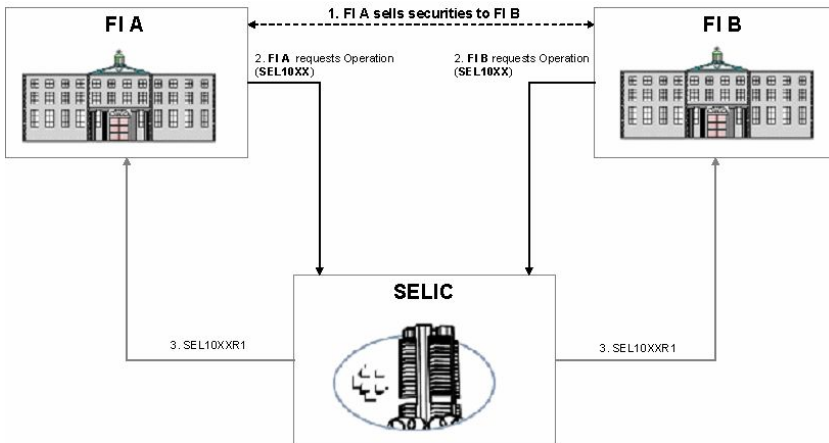 1. FI A sells securities to FI B
FI A
FI B
2. FI A requests Operation
(SEL10XX)
2. FI B requests Operation
(SEL10XX)
SELIC
3. SEL10XXR1
3. SEL10XXR1